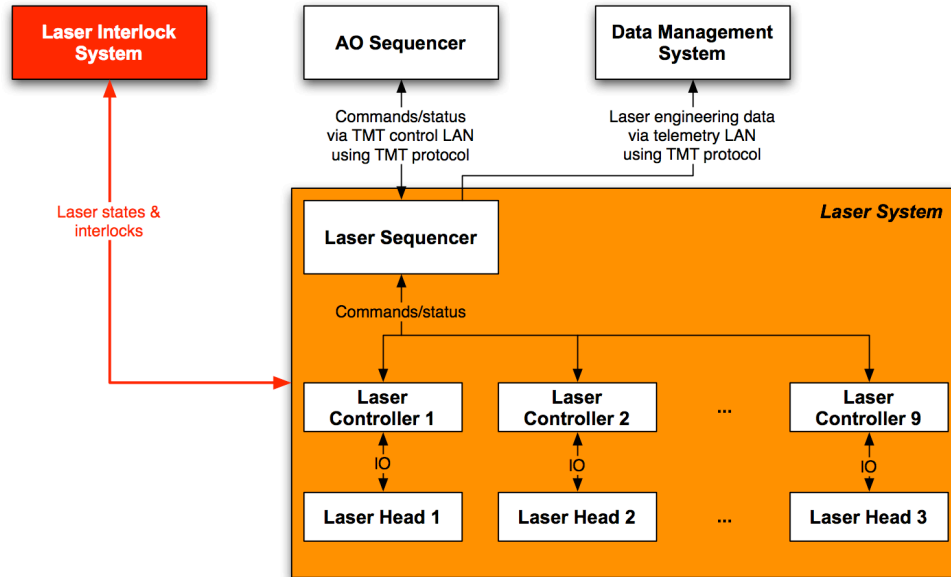 Laser Interlock
System
AO Sequencer
Data Management
System
Commands/status
via TMT control LAN
using TMT protocol
Laser engineering data
via telemetry LAN
using TMT protocol
Laser states &
interlocks
Laser System
Laser Sequencer
Commands/status
Laser
Controller 1
Laser
Controller 2
...
Laser
Controller 9
IO
IO
IO
Laser Head 1
Laser Head 2
...
Laser Head 3